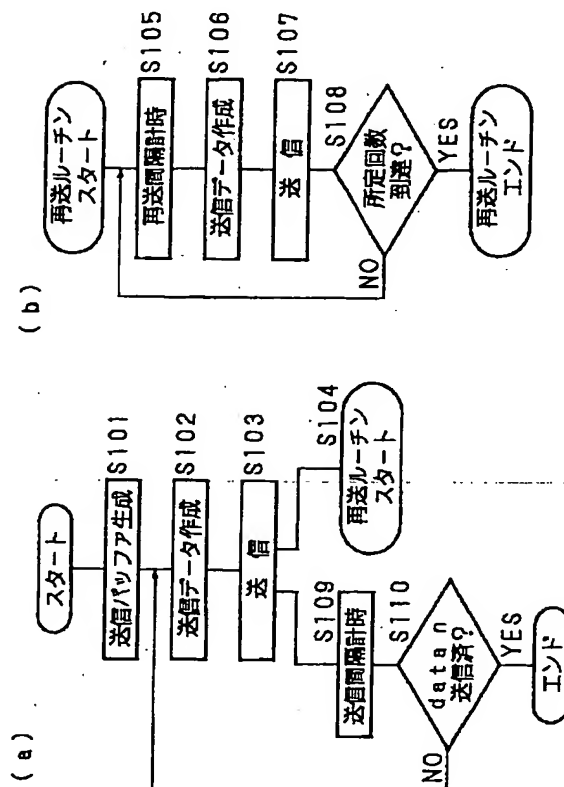 (a)
スタート
送信バッファ生成
S101
送信データ作成
S102
送 信
S103
S109
送信間隔計時
S110
data n
送信済?
NO
YES
エンド
S104
再送ルーチン
スタート
(b)
再送ルーチン
スタート
再送間隔計時
S105
送信データ作成
S106
送 信
S107
S108
所定回数
到達?
NO
YES
再送ルーチン
エンド